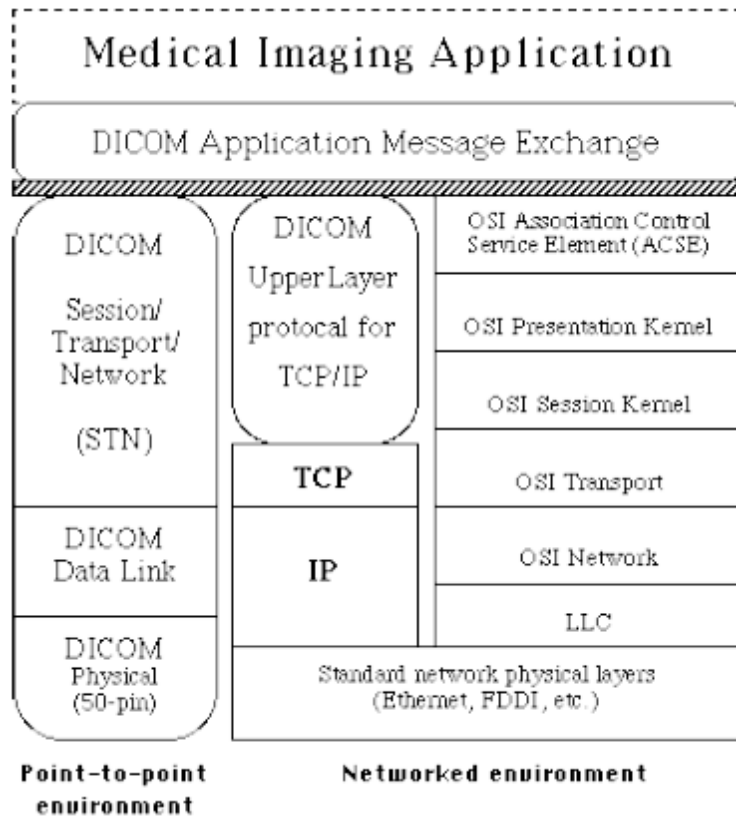 Medical Imaging Application
DICOM Application Message Exchange
DICOM
Session/
Transport/
Network
(STN)
DICOM
Data Link
DICOM
Physical
(50-pin)
Point-to-point
environment
DICOM
Upper Layer
protocal for
TCP/IP
TCP
IP
OSI Association Control
Service Element (ACSE)
OSI Presentation Kernel
OSI Session Kernel
OSI Transport
OSI Network
LLC
Standard network physical layers
(Ethernet, FDDI, etc.)
Networked environment